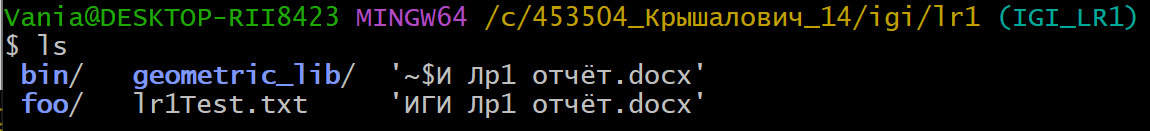 Vania@DESKTOP-RII8423 MINGW64 /c/453504_Крышалович_14/igi/lr1 (IGI_LR1)
$ ls
bin/ geometric_lib/ '~$И Лр1 отчёт.docx'
foo/ lr1Test.txt 'ИГИ Лр1 отчёт.docx'